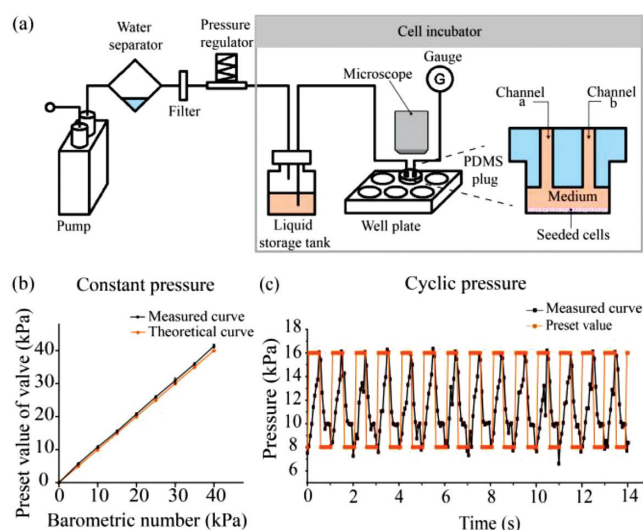 (a)
Water
separator
Pressure
regulator
Cell incubator
Gauge
G
Microscope
Filter
Channel
a
Channel
b
PDMS
plug
Medium
Pump
Liquid
storage tank
Well plate
Seeded cells
(b)
Constant pressure
Measured curve
Theoretical curve
Preset value of valve (kPa)
40
30
20
10
0
0 10 20 30 40
Barometric number (kPa)
(c)
Cyclic pressure
Measured curve
Preset value
Pressure (kPa)
18
16
14
12
10
8
6
0 2 4 6 8 10 12 14
Time (s)